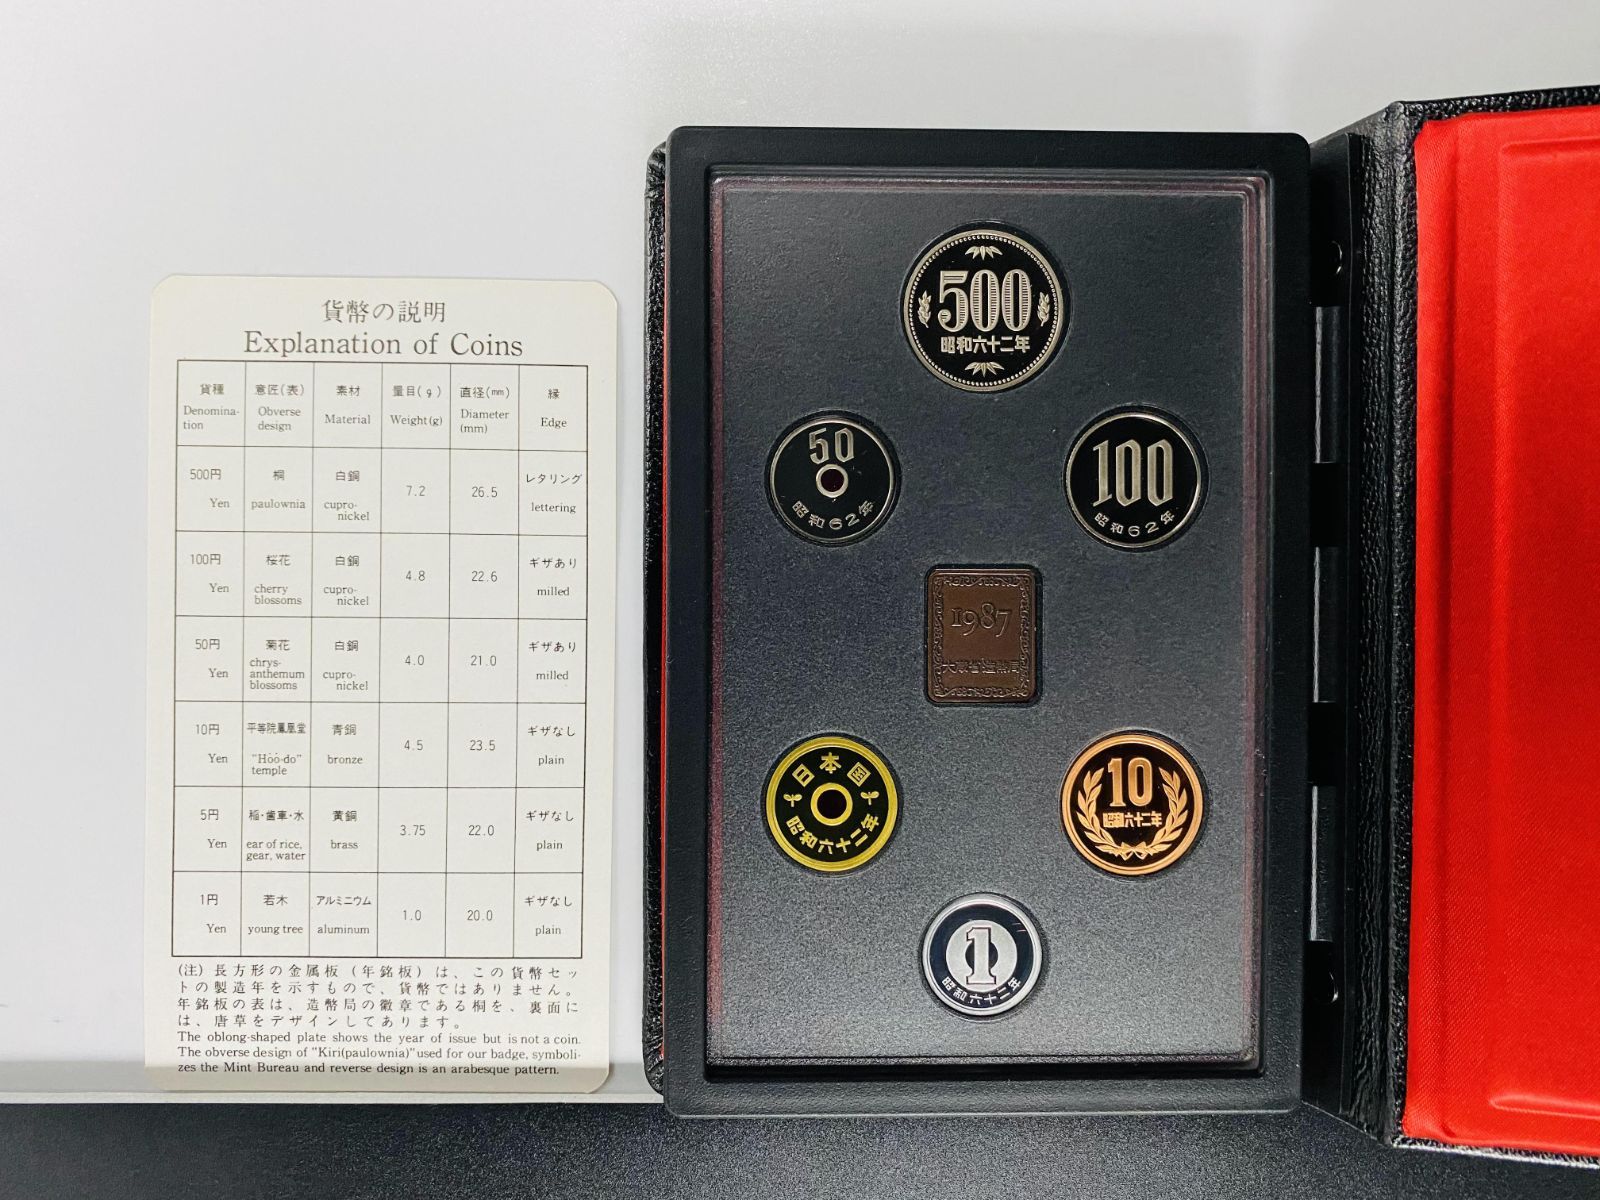 貨幣の説明
Explanation of Coins
貨種 意匠(表) 素材 量目(g) 直径(mm) 縁
Denomina-tion Obverse design Material Weight(g) Diameter (mm) Edge
500円 桐 白銅 7.2 26.5 レタリング
Yen paulownia cupro-nickel lettering
100円 桜花 白銅 4.8 22.6 ギザあり
Yen cherry blossoms cupro-nickel milled
50円 菊花 白銅 4.0 21.0 ギザあり
Yen chrys-anthemum blossoms cupro-nickel milled
10円 平等院鳳凰堂 青銅 4.5 23.5 ギザなし
Yen "Hōō-do" temple bronze plain
5円 稲・歯車・水 黄銅 3.75 22.0 ギザなし
Yen ear of rice, gear, water brass plain
1円 若木 アルミニウム 1.0 20.0 ギザなし
Yen young tree aluminum plain
(注) 長方形の金属板(年銘板)は、この貨幣セッ
トの製造年を示すもので、貨幣ではありません。
年銘板の表は、造幣局の徽章である桐を、裏面に
は、唐草をデザインしてあります。
The oblong-shaped plate shows the year of issue but is not a coin.
The obverse design of "Kiri(paulownia)" used for our badge, symboli-
zes the Mint Bureau and reverse design is an arabesque pattern.
500
昭和六十二年
50
昭和62年
100
昭和62年
1987
大蔵省造幣局
日本国
昭和六十二年
10
昭和六十二年
1
昭和六十二年